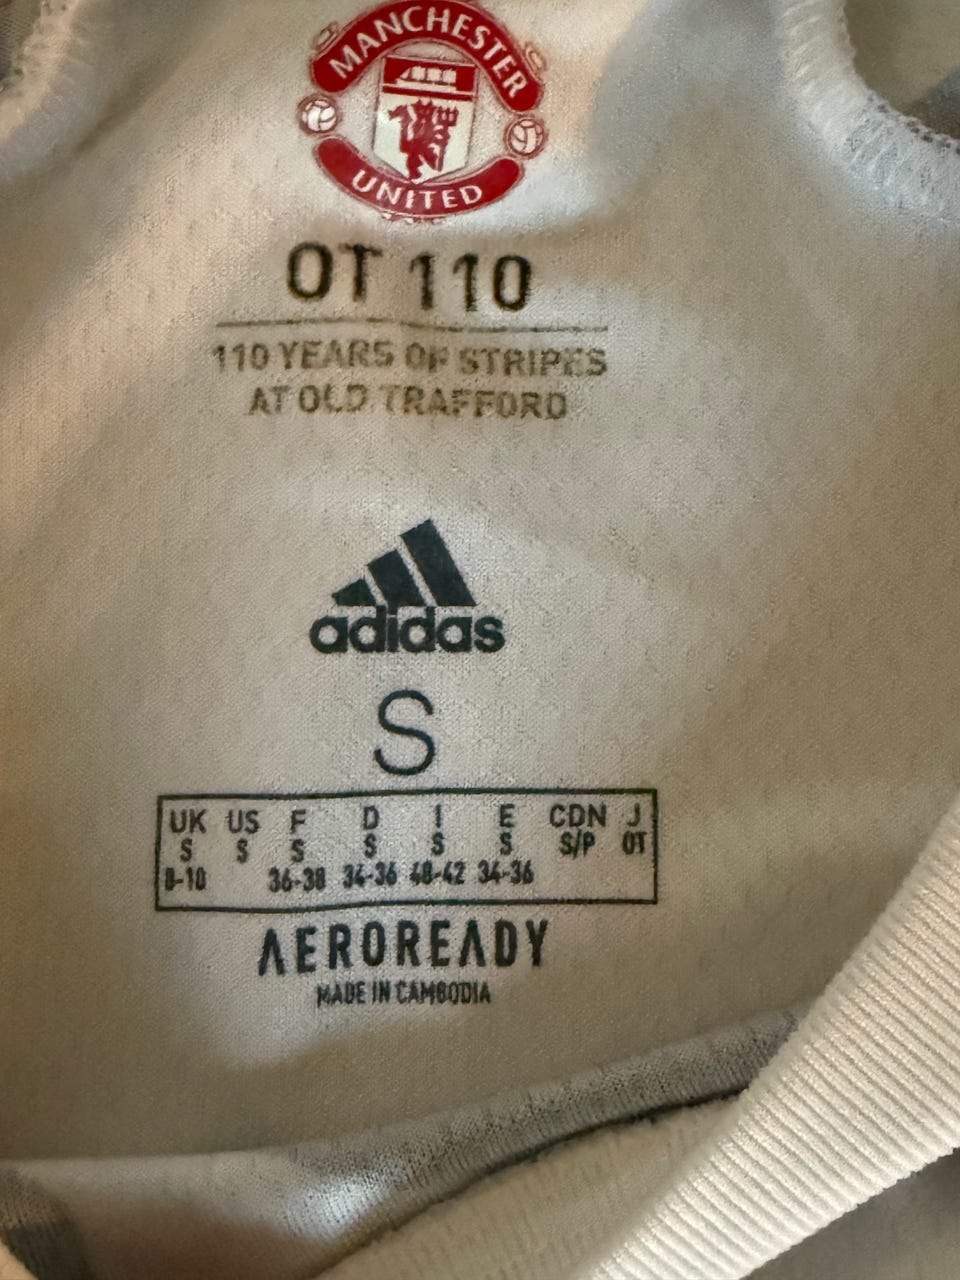 MANCHESTER
UNITED
OT 110
110 YEARS OF STRIPES
AT OLD TRAFFORD
adidas
S
UK US F D I E CDN J
S S S S S S S/P OT
8-10 36-38 34-36 40-42 34-36
AEROREADY
MADE IN CAMBODIA